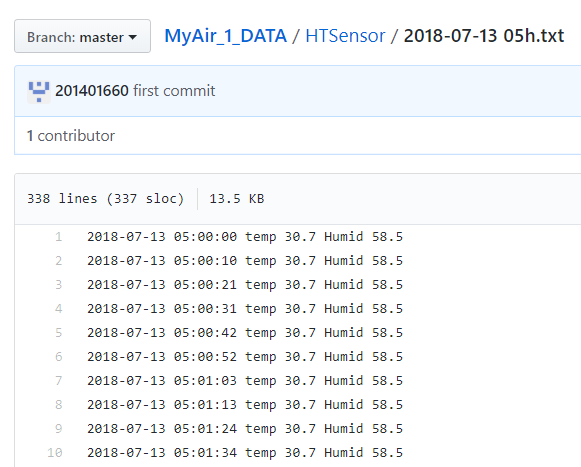 Branch: master MyAir_1_DATA / HTSensor / 2018-07-13 05h.txt
201401660 first commit
1 contributor
338 lines (337 sloc) 13.5 KB
1 2018-07-13 05:00:00 temp 30.7 Humid 58.5
2 2018-07-13 05:00:10 temp 30.7 Humid 58.5
3 2018-07-13 05:00:21 temp 30.7 Humid 58.5
4 2018-07-13 05:00:31 temp 30.7 Humid 58.5
5 2018-07-13 05:00:42 temp 30.7 Humid 58.5
6 2018-07-13 05:00:52 temp 30.7 Humid 58.5
7 2018-07-13 05:01:03 temp 30.7 Humid 58.5
8 2018-07-13 05:01:13 temp 30.7 Humid 58.5
9 2018-07-13 05:01:24 temp 30.7 Humid 58.5
10 2018-07-13 05:01:34 temp 30.7 Humid 58.5